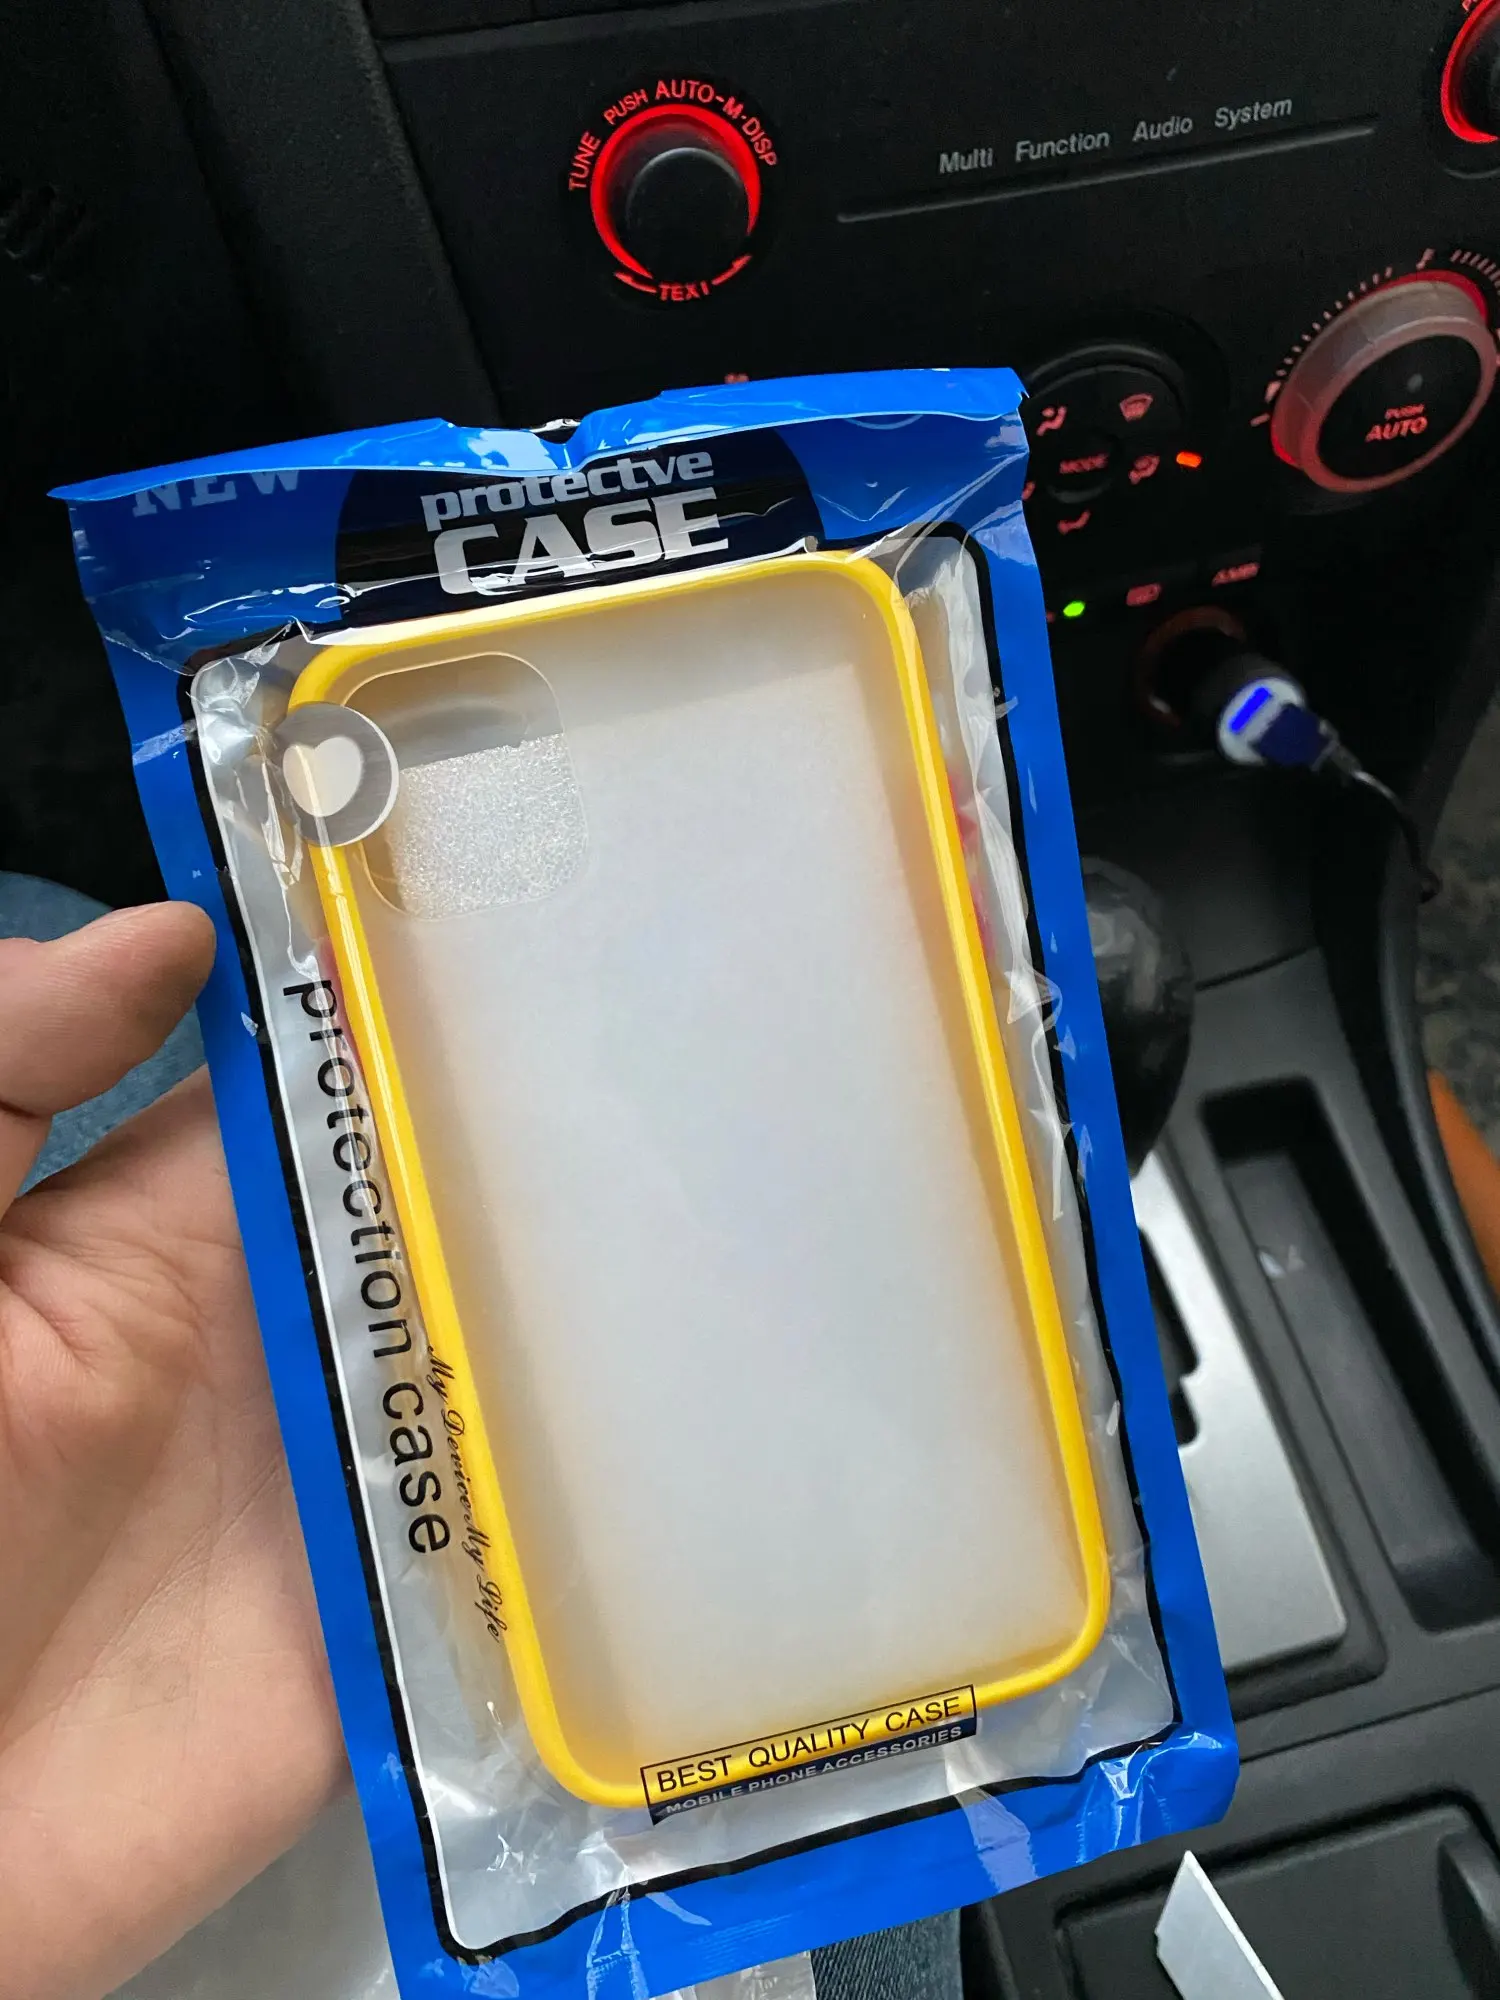 TUNE PUSH AUTO-M-DISP
TEXT
Multi Function Audio System
PUSH
AUTO
MODE
AMB
NEW
protectve
CASE
protection case
My Device My Life
BEST QUALITY CASE
MOBILE PHONE ACCESSORIES